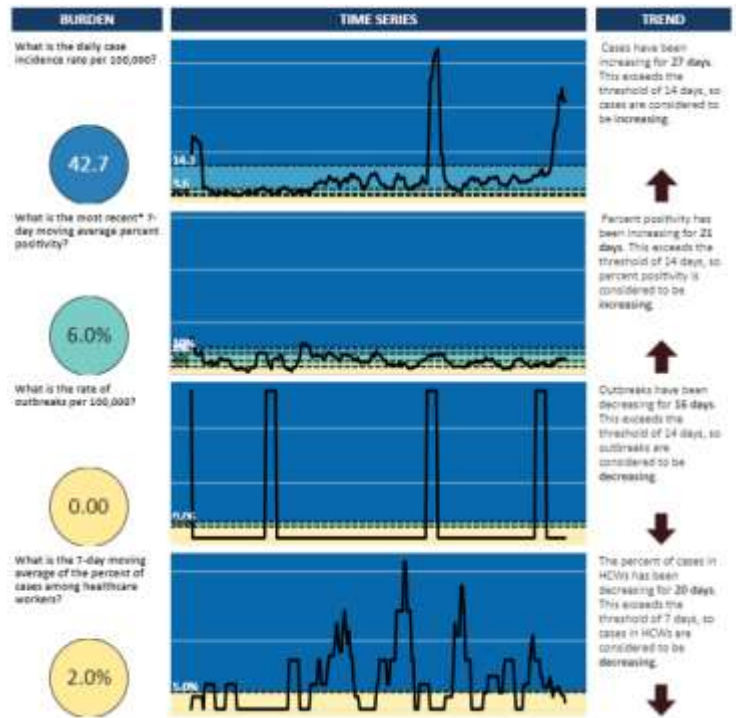 BURDEN
TIME SERIES
TREND
What is the daily case
incidence rate per 100,000?
42.7
14.3
3.6
Cases have been
increasing for 27 days.
This exceeds the
threshold of 14 days, so
cases are considered to
be increasing.
What is the most recent* 7-
day moving average percent
positivity?
6.0%
10%
Percent positivity has
been increasing for 21
days. This exceeds the
threshold of 14 days, so
percent positivity is
considered to be
increasing.
What is the rate of
outbreaks per 100,000?
0.00
Outbreaks have been
decreasing for 16 days.
This exceeds the
threshold of 14 days, so
outbreaks are
considered to be
decreasing.
What is the 7-day moving
average of the percent of
cases among healthcare
workers?
2.0%
5.0%
The percent of cases in
HCWs has been
decreasing for 20 days.
This exceeds the
threshold of 7 days, so
cases in HCWs are
considered to be
decreasing.